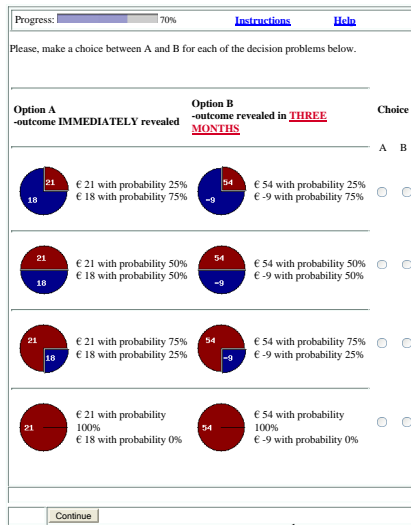 Progress: 70% Instructions Help
Please, make a choice between A and B for each of the decision problems below.
Option A
-outcome IMMEDIATELY revealed
Option B
-outcome revealed in THREE
MONTHS
Choice
A B
21
18
€ 21 with probability 25%
€ 18 with probability 75%
54
-9
€ 54 with probability 25%
€ -9 with probability 75%
21
18
€ 21 with probability 50%
€ 18 with probability 50%
54
-9
€ 54 with probability 50%
€ -9 with probability 50%
21
18
€ 21 with probability 75%
€ 18 with probability 25%
54
-9
€ 54 with probability 75%
€ -9 with probability 25%
21
€ 21 with probability
100%
€ 18 with probability 0%
54
€ 54 with probability
100%
€ -9 with probability 0%
Continue